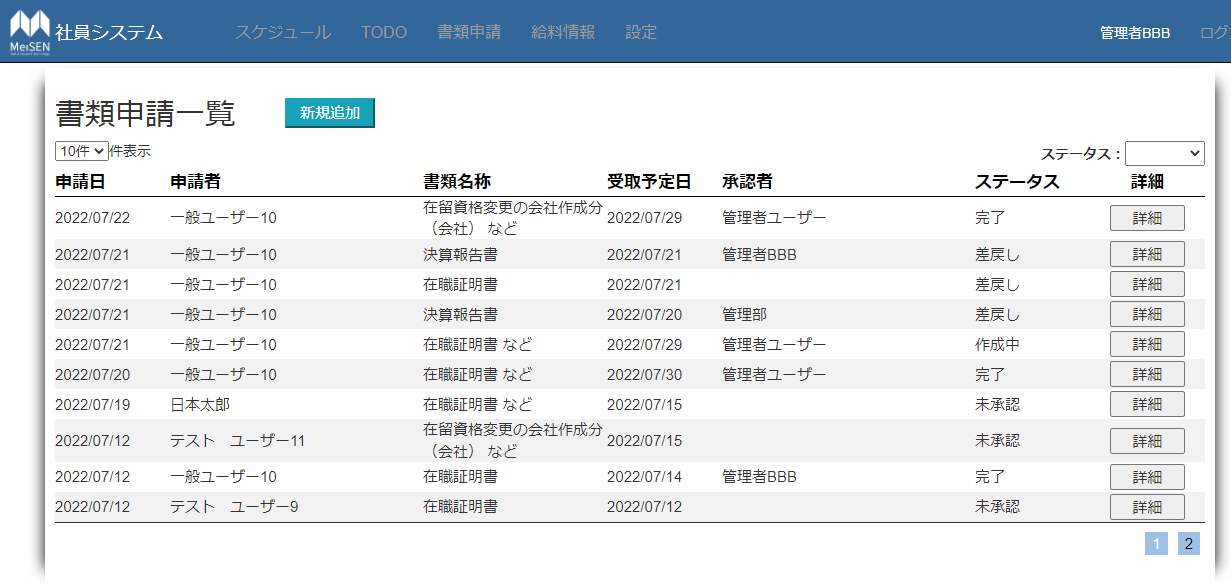 MeiSEN 社員システム スケジュール TODO 書類申請 給料情報 設定 管理者BBB ログ
書類申請一覧 新規追加
10件 件表示 ステータス：
申請日 申請者 書類名称 受取予定日 承認者 ステータス 詳細
2022/07/22 一般ユーザー10 在留資格変更の会社作成分（会社） など 2022/07/29 管理者ユーザー 完了 詳細
2022/07/21 一般ユーザー10 決算報告書 2022/07/21 管理者BBB 差戻し 詳細
2022/07/21 一般ユーザー10 在職証明書 2022/07/21 差戻し 詳細
2022/07/21 一般ユーザー10 決算報告書 2022/07/20 管理部 差戻し 詳細
2022/07/21 一般ユーザー10 在職証明書 など 2022/07/29 管理者ユーザー 作成中 詳細
2022/07/20 一般ユーザー10 在職証明書 など 2022/07/30 管理者ユーザー 完了 詳細
2022/07/19 日本太郎 在職証明書 など 2022/07/15 未承認 詳細
2022/07/12 テスト　ユーザー11 在留資格変更の会社作成分（会社） など 2022/07/15 未承認 詳細
2022/07/12 一般ユーザー10 在職証明書 2022/07/14 管理者BBB 完了 詳細
2022/07/12 テスト　ユーザー9 在職証明書 2022/07/12 未承認 詳細
1 2